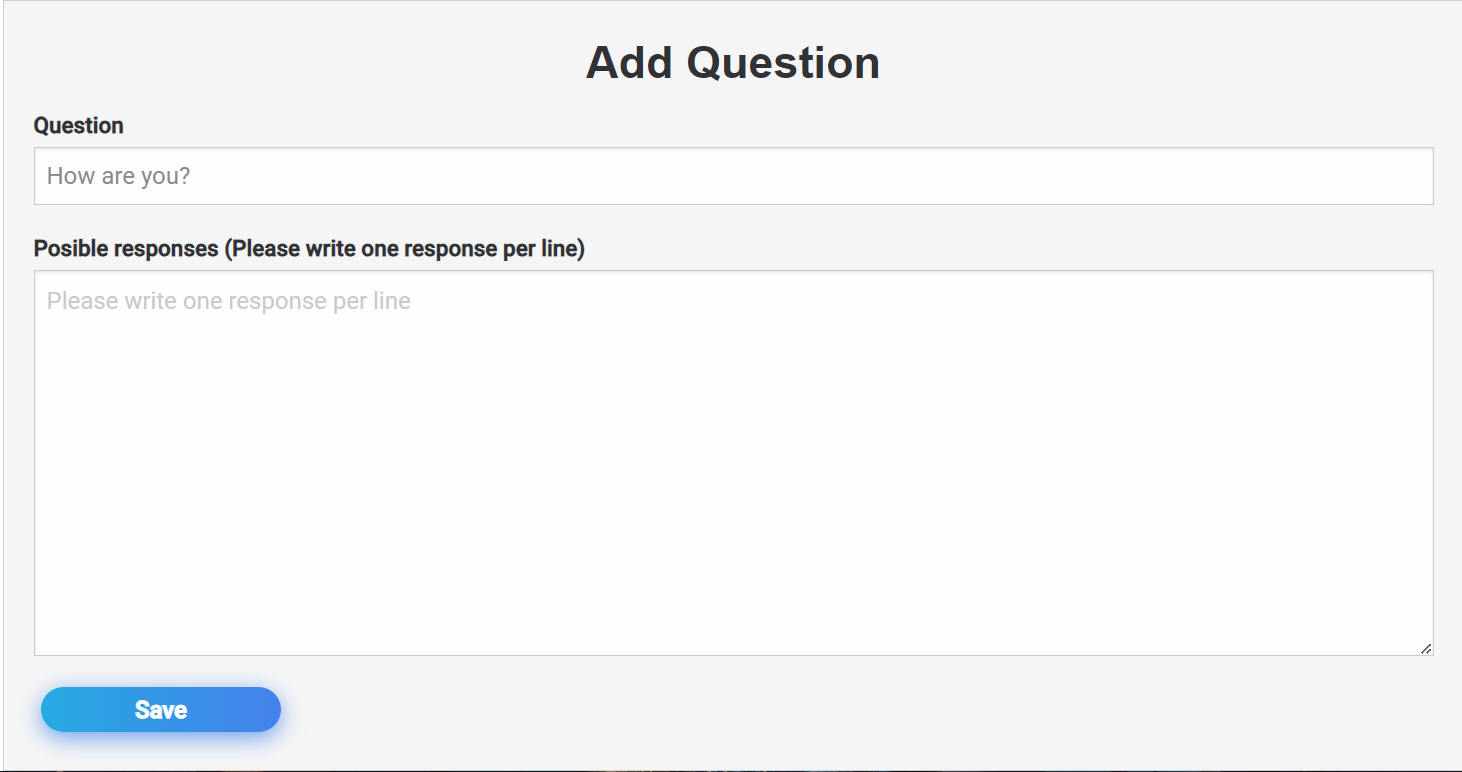 Add Question
Question
How are you?
Posible responses (Please write one response per line)
Please write one response per line
Save